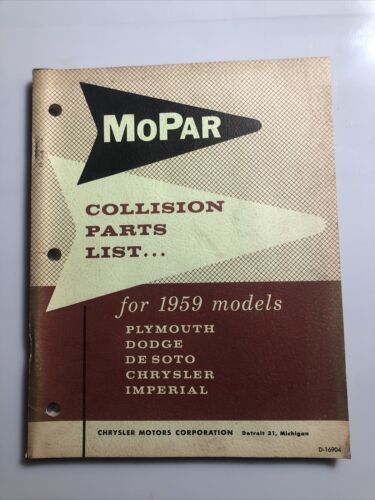 MOPAR
COLLISION
PARTS
LIST...
for 1959 models
PLYMOUTH
DODGE
DE SOTO
CHRYSLER
IMPERIAL
CHRYSLER MOTORS CORPORATION Detroit 31, Michigan
D-16904